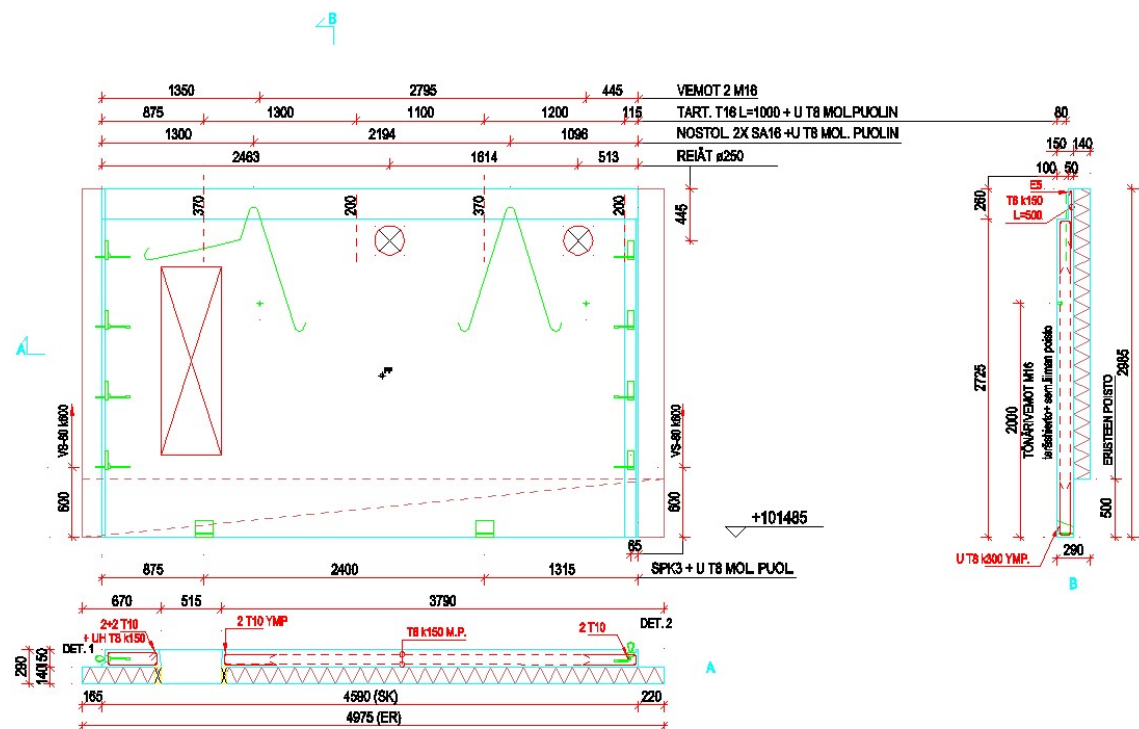 B
1350 2795 445 VEMOT 2 M16
875 1300 1100 1200 115 TART. T16 L=1000 + U T8 MOL.PUOLIN
60
1300 2194 1096 NOSTOL. 2X SA16 +U T8 MOL. PUOLIN
150 140
2463 1614 513 REIÄT ø250
100 50
370 200 370 200
445
260
E5
T8 k150
L=500
A
PP
VS-80 k600
600
VS-80 k600
600
2725
2000
TÖNÄRIVEMOT M16
ERISTEEN POISTO
500
2985
+101485
65
875 2400 1315 SPK3 + U T8 MOL. PUOL.
U T8 k300 YMP.
290
B
670 515 3790
DET. 1
2+2 T10
+ UH T8 k150
2 T10 YMP
T8 k150 M.P.
2 T10
DET. 2
A
140 150
165 4590 (SK) 220
4975 (ER)